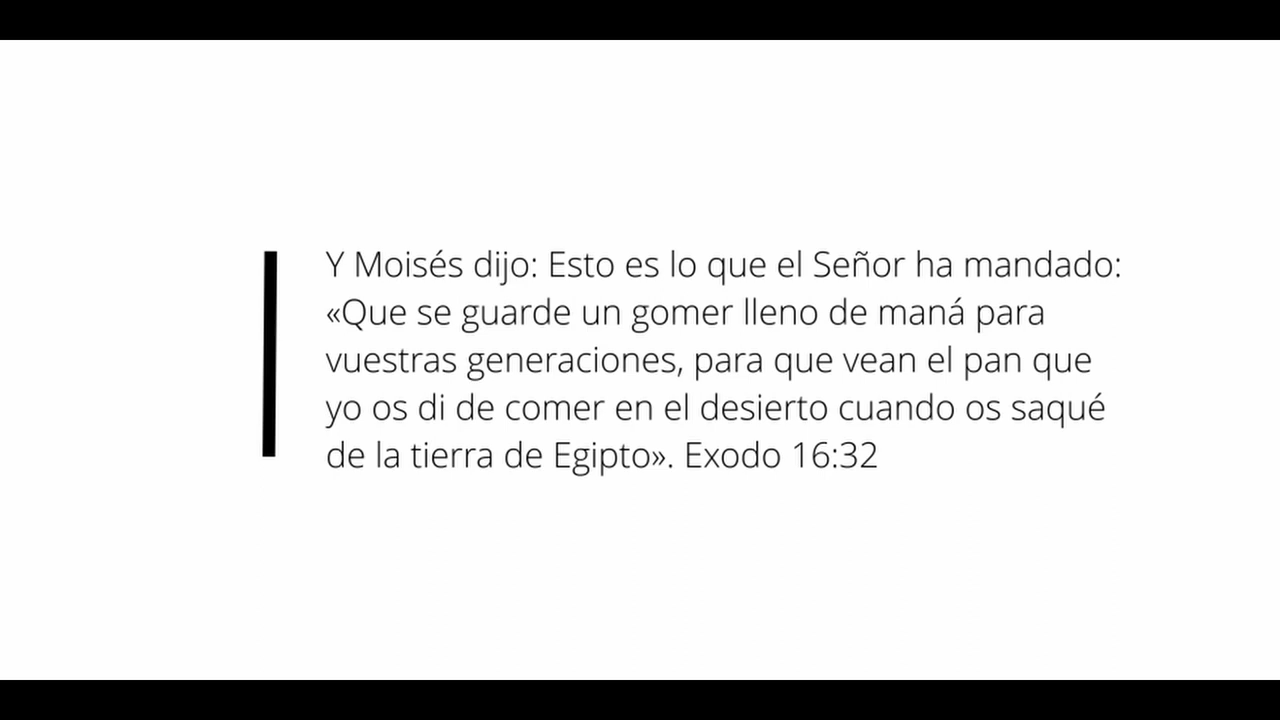 Y Moisés dijo: Esto es lo que el Señor ha mandado:
«Que se guarde un gomer lleno de maná para
vuestras generaciones, para que vean el pan que
yo os di de comer en el desierto cuando os saqué
de la tierra de Egipto». Exodo 16:32